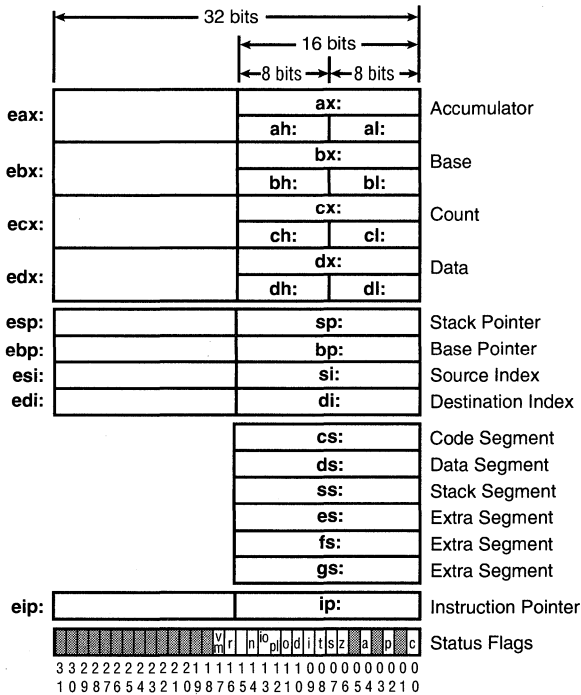 32 bits
16 bits
8 bits 8 bits
eax: ax: Accumulator
ah: al:
ebx: bx: Base
bh: bl:
ecx: cx: Count
ch: cl:
edx: dx: Data
dh: dl:
esp: sp: Stack Pointer
ebp: bp: Base Pointer
esi: si: Source Index
edi: di: Destination Index
cs: Code Segment
ds: Data Segment
ss: Stack Segment
es: Extra Segment
fs: Extra Segment
gs: Extra Segment
eip: ip: Instruction Pointer
vm r n io pl o d i t s z a p c Status Flags
3 3 2 2 2 2 2 2 2 2 2 2 1 1 1 1 1 1 1 1 1 1 0 0 0 0 0 0 0 0 0 0
1 0 9 8 7 6 5 4 3 2 1 0 9 8 7 6 5 4 3 2 1 0 9 8 7 6 5 4 3 2 1 0